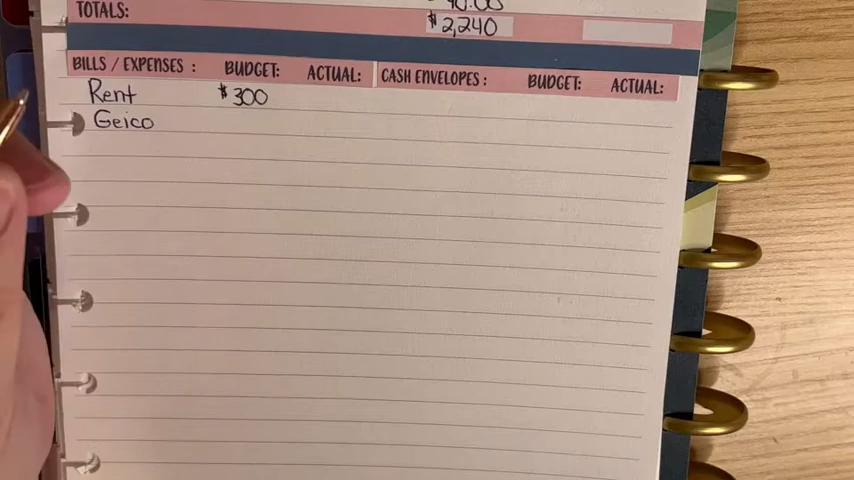 TOTALS:
$2,240
BILLS / EXPENSES : BUDGET: ACTUAL: CASH ENVELOPES : BUDGET: ACTUAL:
Rent $300
Geico